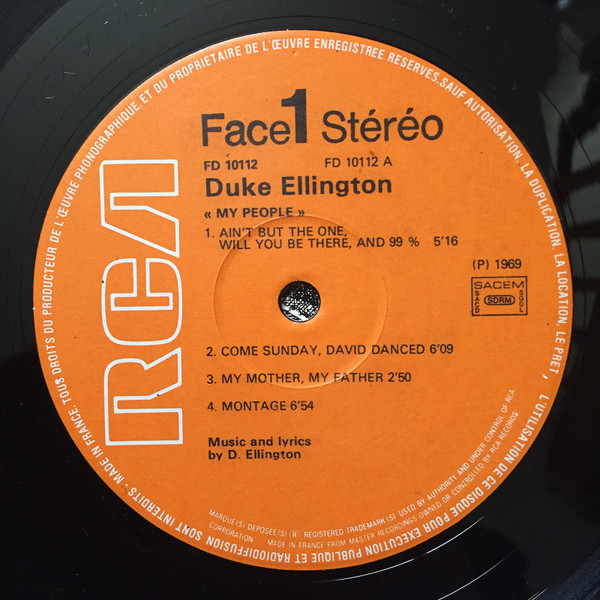 Face 1 Stéréo
FD 10112 FD 10112 A
Duke Ellington
« MY PEOPLE »
1. AIN'T BUT THE ONE,
WILL YOU BE THERE, AND 99 % 5'16
(P) 1969
SACEM
SACD SDRM SGDL
2. COME SUNDAY, DAVID DANCED 6'09
3. MY MOTHER, MY FATHER 2'50
4. MONTAGE 6'54
Music and lyrics
by D. Ellington
RCA
MADE IN FRANCE. TOUS DROITS DU PRODUCTEUR DE L'ŒUVRE PHONOGRAPHIQUE ET DU PROPRIETAIRE DE L'ŒUVRE ENREGISTREE RESERVES. SAUF AUTORISATION, LA DUPLICATION, LA LOCATION, LE PRET, L'UTILISATION DE CE DISQUE POUR EXECUTION PUBLIQUE ET RADIODIFFUSION SONT INTERDITS -
MARQUE(S) DEPOSEE(S) ® REGISTERED TRADEMARK(S) USED BY AUTHORITY AND UNDER CONTROL OF RCA
CORPORATION MADE IN FRANCE FROM MASTER RECORDINGS OWNED OR CONTROLLED BY RCA RECORDS